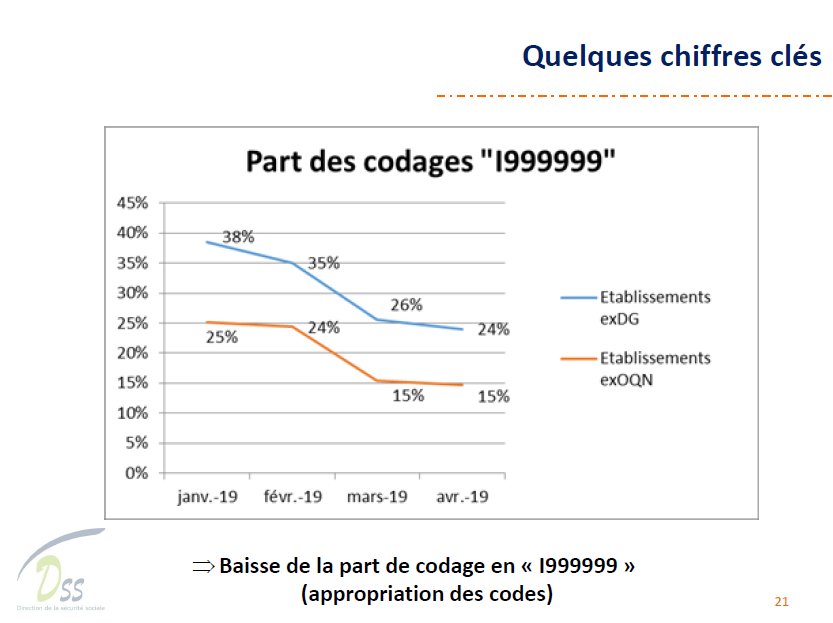 Quelques chiffres clés
Part des codages "I999999"
45%
40%
35%
30%
25%
20%
15%
10%
5%
0%
38%
35%
26%
24%
25%
24%
15%
15%
janv.-19 févr.-19 mars-19 avr.-19
Etablissements
exDG
Etablissements
exOQN
⇒ Baisse de la part de codage en « I999999 »
(appropriation des codes)
DSS
Direction de la sécurité sociale
21